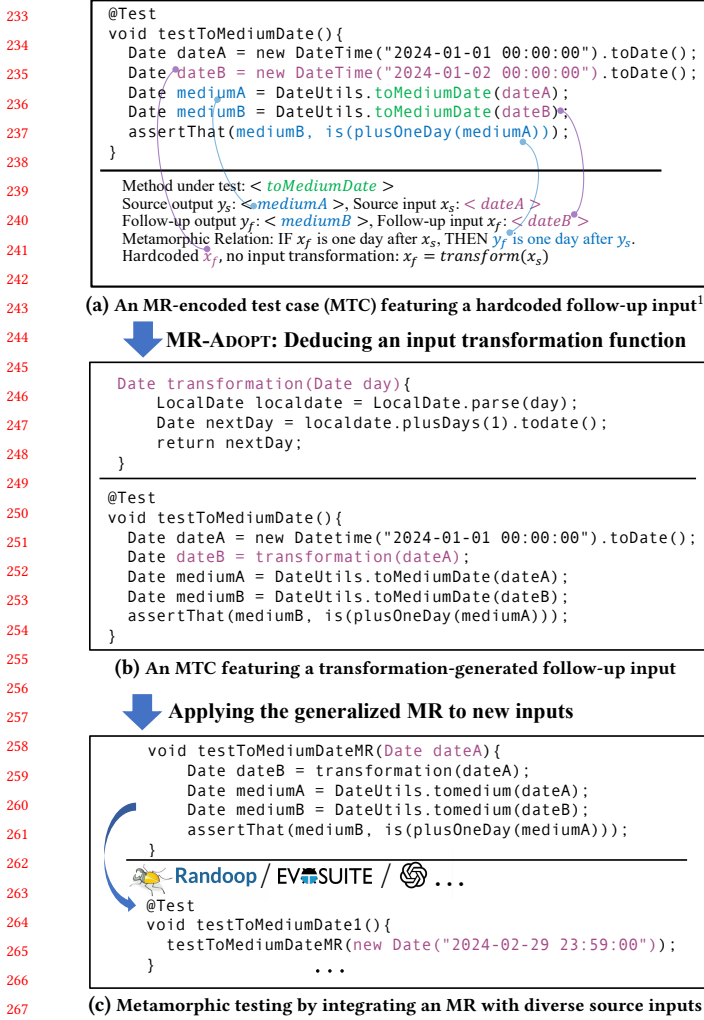 233
234
235
236
237
238
239
240
241
242
243
244
245
246
247
248
249
250
251
252
253
254
255
256
257
258
259
260
261
262
263
264
265
266
267
@Test
void testToMediumDate(){
Date dateA = new DateTime("2024-01-01 00:00:00").toDate();
Date dateB = new DateTime("2024-01-02 00:00:00").toDate();
Date mediumA = DateUtils.toMediumDate(dateA);
Date mediumB = DateUtils.toMediumDate(dateB);
assertThat(mediumB, is(plusOneDay(mediumA)));
}
Method under test: < toMediumDate >
Source output y_s: < mediumA >, Source input x_s: < dateA >
Follow-up output y_f: < mediumB >, Follow-up input x_f: < dateB >
Metamorphic Relation: IF x_f is one day after x_s, THEN y_f is one day after y_s.
Hardcoded x_f, no input transformation: x_f = transform(x_s)
(a) An MR-encoded test case (MTC) featuring a hardcoded follow-up input1
MR-ADOPT: Deducing an input transformation function
Date transformation(Date day){
LocalDate localdate = LocalDate.parse(day);
Date nextDay = localdate.plusDays(1).todate();
return nextDay;
}
@Test
void testToMediumDate(){
Date dateA = new Datetime("2024-01-01 00:00:00").toDate();
Date dateB = transformation(dateA);
Date mediumA = DateUtils.toMediumDate(dateA);
Date mediumB = DateUtils.toMediumDate(dateB);
assertThat(mediumB, is(plusOneDay(mediumA)));
}
(b) An MTC featuring a transformation-generated follow-up input
Applying the generalized MR to new inputs
void testToMediumDateMR(Date dateA){
Date dateB = transformation(dateA);
Date mediumA = DateUtils.tomedium(dateA);
Date mediumB = DateUtils.tomedium(dateB);
assertThat(mediumB, is(plusOneDay(mediumA)));
}
Randoop / EVOSUITE / ...
@Test
void testToMediumDate1(){
testToMediumDateMR(new Date("2024-02-29 23:59:00"));
}
...
(c) Metamorphic testing by integrating an MR with diverse source inputs